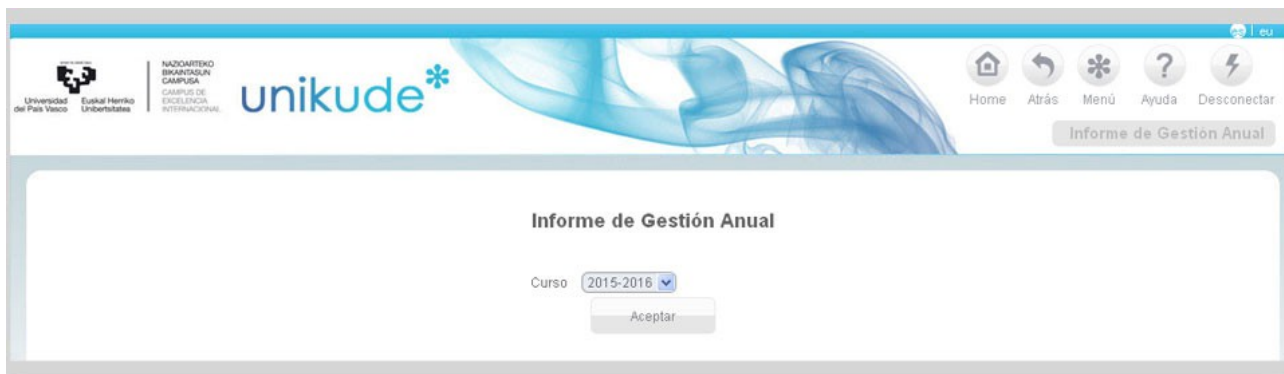 es | eu
Universidad
del País Vasco
Euskal Herriko
Unibertsitatea
NAZIOARTEKO
BIKAINTASUN
CAMPUSA
CAMPUS DE
EXCELENCIA
INTERNACIONAL
unikude*
Home
Atrás
Menú
Ayuda
Desconectar
Informe de Gestión Anual
Informe de Gestión Anual
Curso 2015-2016
Aceptar